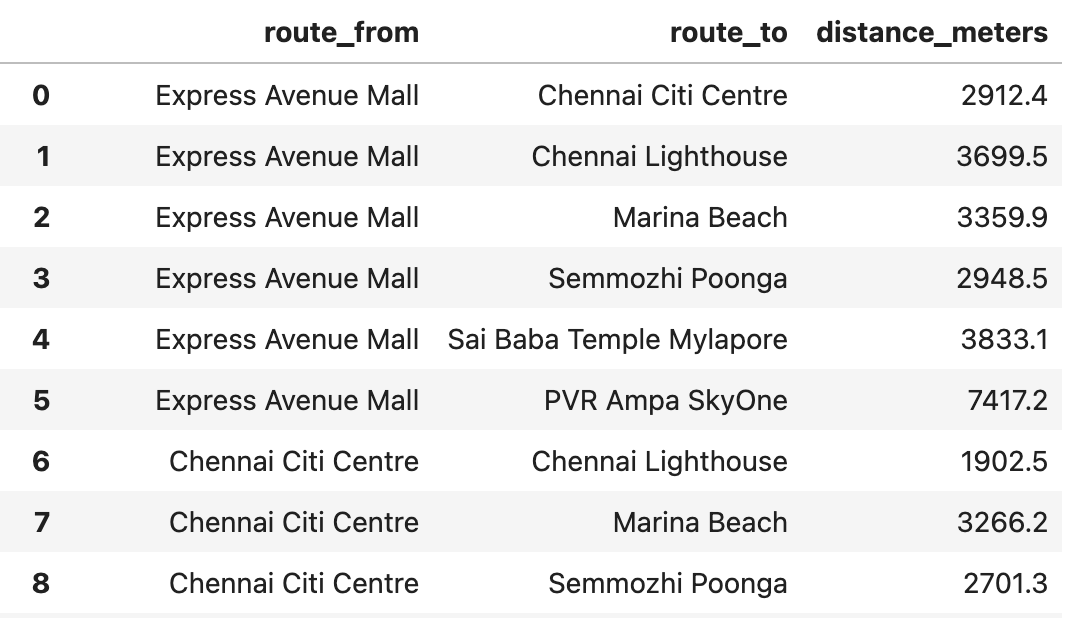 route_from route_to distance_meters
0 Express Avenue Mall Chennai Citi Centre 2912.4
1 Express Avenue Mall Chennai Lighthouse 3699.5
2 Express Avenue Mall Marina Beach 3359.9
3 Express Avenue Mall Semmozhi Poonga 2948.5
4 Express Avenue Mall Sai Baba Temple Mylapore 3833.1
5 Express Avenue Mall PVR Ampa SkyOne 7417.2
6 Chennai Citi Centre Chennai Lighthouse 1902.5
7 Chennai Citi Centre Marina Beach 3266.2
8 Chennai Citi Centre Semmozhi Poonga 2701.3